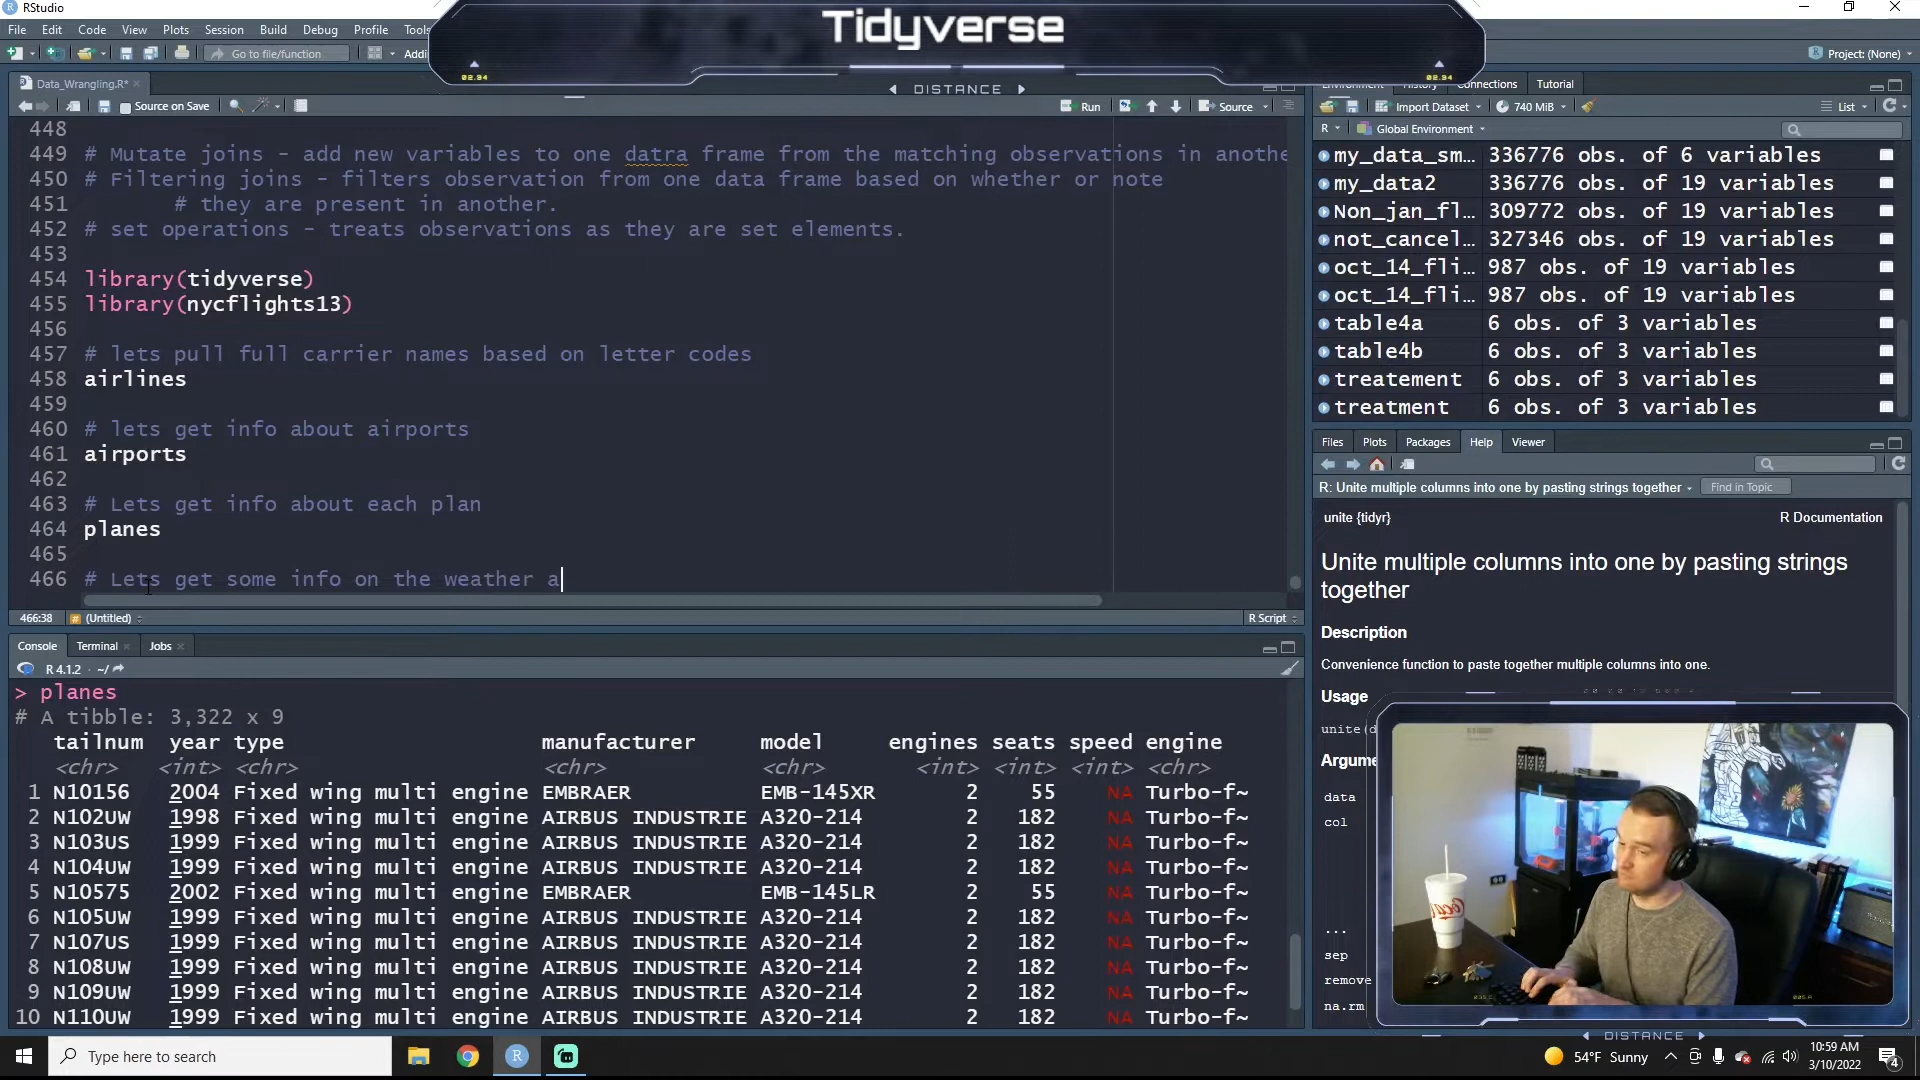 RStudio
Tidyverse
File Edit Code View Plots Session Build Debug Profile Tools
Go to file/function
Addi
Project: (None)
02.94
02.94
DISTANCE
Data_Wrangling.R*
Connections Tutorial
Source on Save
Run
Source
Import Dataset
740 MiB
List
R
Global Environment
448
449 # Mutate joins - add new variables to one datra frame from the matching observations in anothe
450 # Filtering joins - filters observation from one data frame based on whether or note
451 # they are present in another.
452 # set operations - treats observations as they are set elements.
453
454 library(tidyverse)
455 library(nycflights13)
456
457 # lets pull full carrier names based on letter codes
458 airlines
459
460 # lets get info about airports
461 airports
462
463 # Lets get info about each plan
464 planes
465
466 # Lets get some info on the weather a
466:38 # (Untitled)
R Script
my_data_sm... 336776 obs. of 6 variables
my_data2 336776 obs. of 19 variables
Non_jan_fl... 309772 obs. of 19 variables
not_cancel... 327346 obs. of 19 variables
oct_14_fli... 987 obs. of 19 variables
oct_14_fli... 987 obs. of 19 variables
table4a 6 obs. of 3 variables
table4b 6 obs. of 3 variables
treatement 6 obs. of 3 variables
treatment 6 obs. of 3 variables
Files Plots Packages Help Viewer
R: Unite multiple columns into one by pasting strings together
Find in Topic
unite {tidyr}
R Documentation
Unite multiple columns into one by pasting strings
together
Description
Convenience function to paste together multiple columns into one.
Usage
unite(d
Argume
data
col
...
sep
remove
na.rm
Console Terminal Jobs
R 4.1.2 · ~/
> planes
# A tibble: 3,322 x 9
tailnum year type manufacturer model engines seats speed engine
<chr> <int> <chr> <chr> <chr> <int> <int> <int> <chr>
1 N10156 2004 Fixed wing multi engine EMBRAER EMB-145XR 2 55 NA Turbo-f~
2 N102UW 1998 Fixed wing multi engine AIRBUS INDUSTRIE A320-214 2 182 NA Turbo-f~
3 N103US 1999 Fixed wing multi engine AIRBUS INDUSTRIE A320-214 2 182 NA Turbo-f~
4 N104UW 1999 Fixed wing multi engine AIRBUS INDUSTRIE A320-214 2 182 NA Turbo-f~
5 N10575 2002 Fixed wing multi engine EMBRAER EMB-145LR 2 55 NA Turbo-f~
6 N105UW 1999 Fixed wing multi engine AIRBUS INDUSTRIE A320-214 2 182 NA Turbo-f~
7 N107US 1999 Fixed wing multi engine AIRBUS INDUSTRIE A320-214 2 182 NA Turbo-f~
8 N108UW 1999 Fixed wing multi engine AIRBUS INDUSTRIE A320-214 2 182 NA Turbo-f~
9 N109UW 1999 Fixed wing multi engine AIRBUS INDUSTRIE A320-214 2 182 NA Turbo-f~
10 N110UW 1999 Fixed wing multi engine AIRBUS INDUSTRIE A320-214 2 182 NA Turbo-f~
DISTANCE
Type here to search
54°F Sunny
10:59 AM
3/10/2022
4